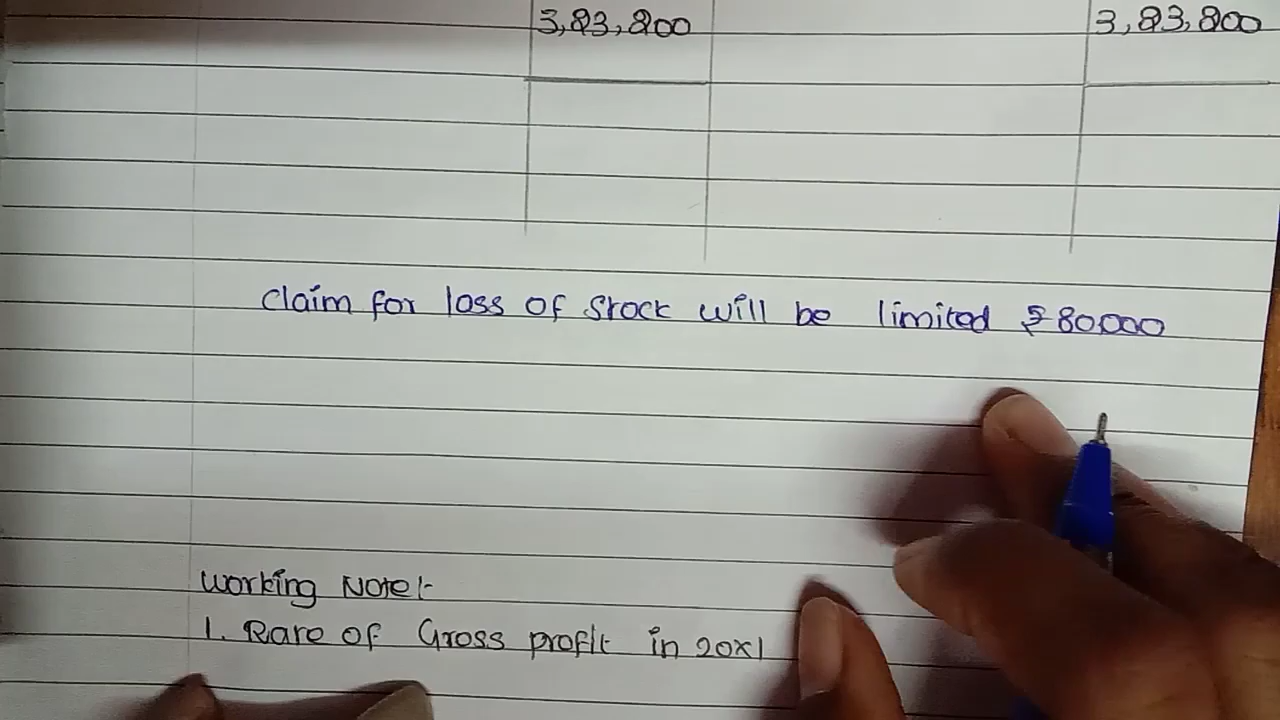 3,83,800 3,83,800
Claim for loss of Stock will be limited ₹80,000
Working Note:-
1. Rate of Gross profit in 20x1